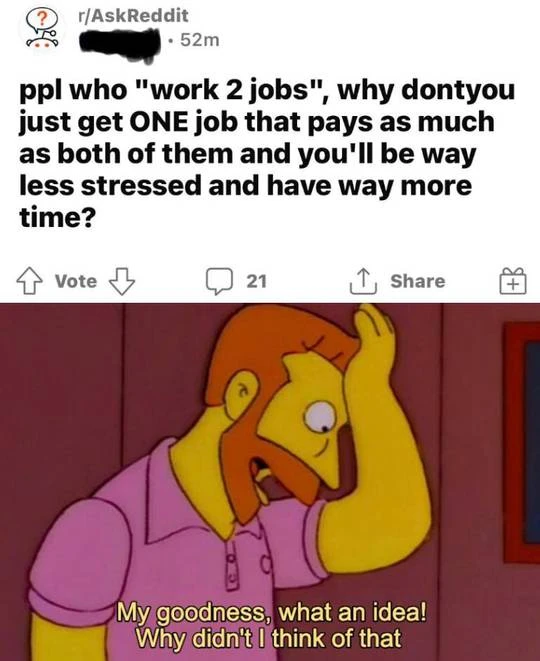 r/AskReddit
• 52m
ppl who "work 2 jobs", why dontyou
just get ONE job that pays as much
as both of them and you'll be way
less stressed and have way more
time?
Vote 21 Share
My goodness, what an idea!
Why didn't I think of that